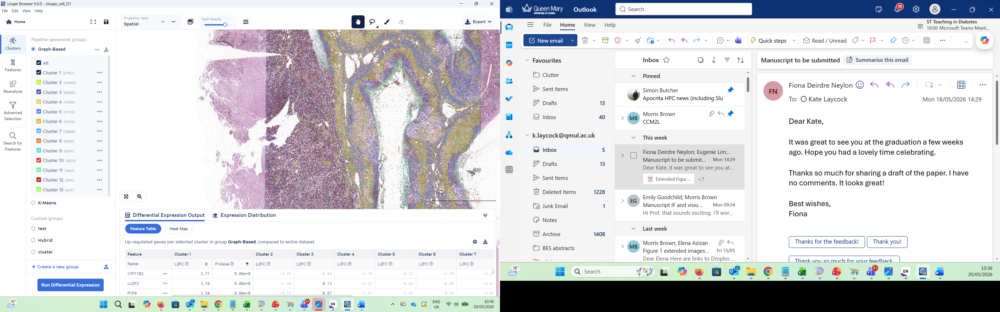 Loupe Browser 9.0.0 - cloupe_cell_D1
File Edit View Help
Home
Projection type
Spatial
Spot Opacity
Export
Clusters
Features
Reanalyze
Advanced
Selection
Search for
Features
Pipeline-generated groups
Graph-Based
All
Cluster 1 (27157)
Cluster 2 (24956)
Cluster 3 (18265)
Cluster 4 (17818)
Cluster 5 (17722)
Cluster 6 (17419)
Cluster 7 (15898)
Cluster 8 (9895)
Cluster 9 (8531)
Cluster 10 (8523)
Cluster 11 (5931)
Cluster 12 (904)
Cluster 13 (407)
K-Means
Custom groups
test
Hybrid
cluster
+ Create a new group
Run Differential Expression
2 mm
Differential Expression Output Expression Distribution
Feature Table Heat Map
Up-regulated genes per selected cluster in group Graph-Based, compared to entire dataset.
Feature Cluster 1 Cluster 2 Cluster 3 Cluster 4 Cluster 5 Cluster 6 Cluster 7
Name L2FC P-Value L2FC L2FC L2FC L2FC L2FC L2FC
CYP11B2 3.71 0.00e+0 -4.47 -0.80 -3.18 -0.21 -2.15 -6.2
LUZP2 3.10 0.00e+0 -1.94 0.12 -2.27 -0.86 -0.96 -6.0
PCP4 3.54 0.00e+0 -4.72 0.87 -2.01 -2.05 -0.59 -6.0
16°
9+
EN
ENG
UK
10:36
20/05/2026
Queen Mary
University of London
Outlook
Search
19
File Home View Help
ST Teaching in Diabetes
18:00 Microsoft Teams Meeti...
New email
Quick steps
Read / Unread
Favourites
Clutter
Sent Items
Drafts 13
Inbox 40
k.laycock@qmul.ac.uk
Inbox 5
Drafts 13
Sent Items
Deleted Items 1228
Junk Email 1
Notes
Archive 1408
BES abstracts
Inbox
Pinned
Simon Butcher
Apocrita HPC news (including Slu
MB
Morris Brown
CCM2L
This week
Fiona Deirdre Neylon; Eugenie Lim;...
Manuscript to be submit... Mon 14:29
Dear Kate, It was great to see you at...
Extended Figur... +7
EG
Emily Goodchild; Morris Brown
Manuscript IF and visiu... Mon 09:24
Hi Prof, that sounds exciting. I'll wor...
Last week
MB
Morris Brown; Elena Azizan
Figure 1 extended images... Fri 15/05
Dear Elena Here are links to Dropbo...
Manuscript to be submitted Summarise this email
FN
Fiona Deirdre Neylon
To: Kate Laycock
Mon 18/05/2026 14:29
Dear Kate,
It was great to see you at the graduation a few weeks
ago. Hope you had a lovely time celebrating.
Thanks so much for sharing a draft of the paper. I have
no comments. It looks great!
Best wishes,
Fiona
Thanks for the feedback! Thank you!
Thank you so much for your feedback
16°
Search
9+
EN
10:36
20/05/2026